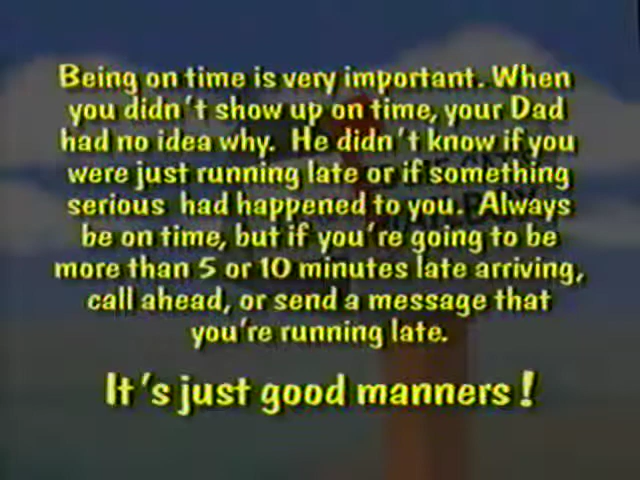 Being on time is very important. When
you didn't show up on time, your Dad
had no idea why. He didn't know if you
were just running late or if something
serious had happened to you. Always
be on time, but if you're going to be
more than 5 or 10 minutes late arriving,
call ahead, or send a message that
you're running late.
It's just good manners!